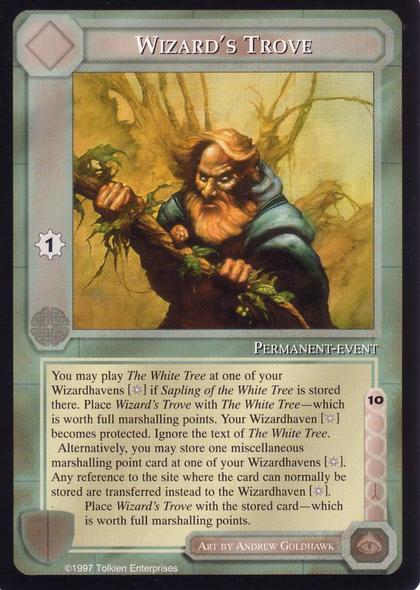 WIZARD'S TROVE
1
PERMANENT-EVENT
You may play The White Tree at one of your
Wizardhavens [☼] if Sapling of the White Tree is stored
there. Place Wizard's Trove with The White Tree—which
is worth full marshalling points. Your Wizardhaven [☼]
becomes protected. Ignore the text of The White Tree.
Alternatively, you may store one miscellaneous
marshalling point card at one of your Wizardhavens [☼].
Any reference to the site where the card can normally be
stored are transferred instead to the Wizardhaven [☼].
Place Wizard's Trove with the stored card—which
is worth full marshalling points.
10
ART BY ANDREW GOLDHAWK
©1997 Tolkien Enterprises